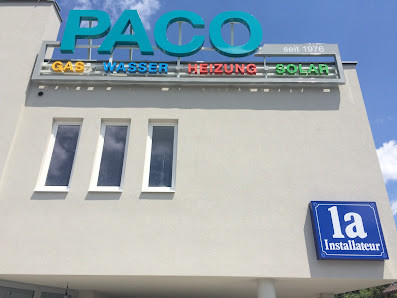 PACO
seit 1976
GAS - WASSER - HEIZUNG - SOLAR
1a
Installateur